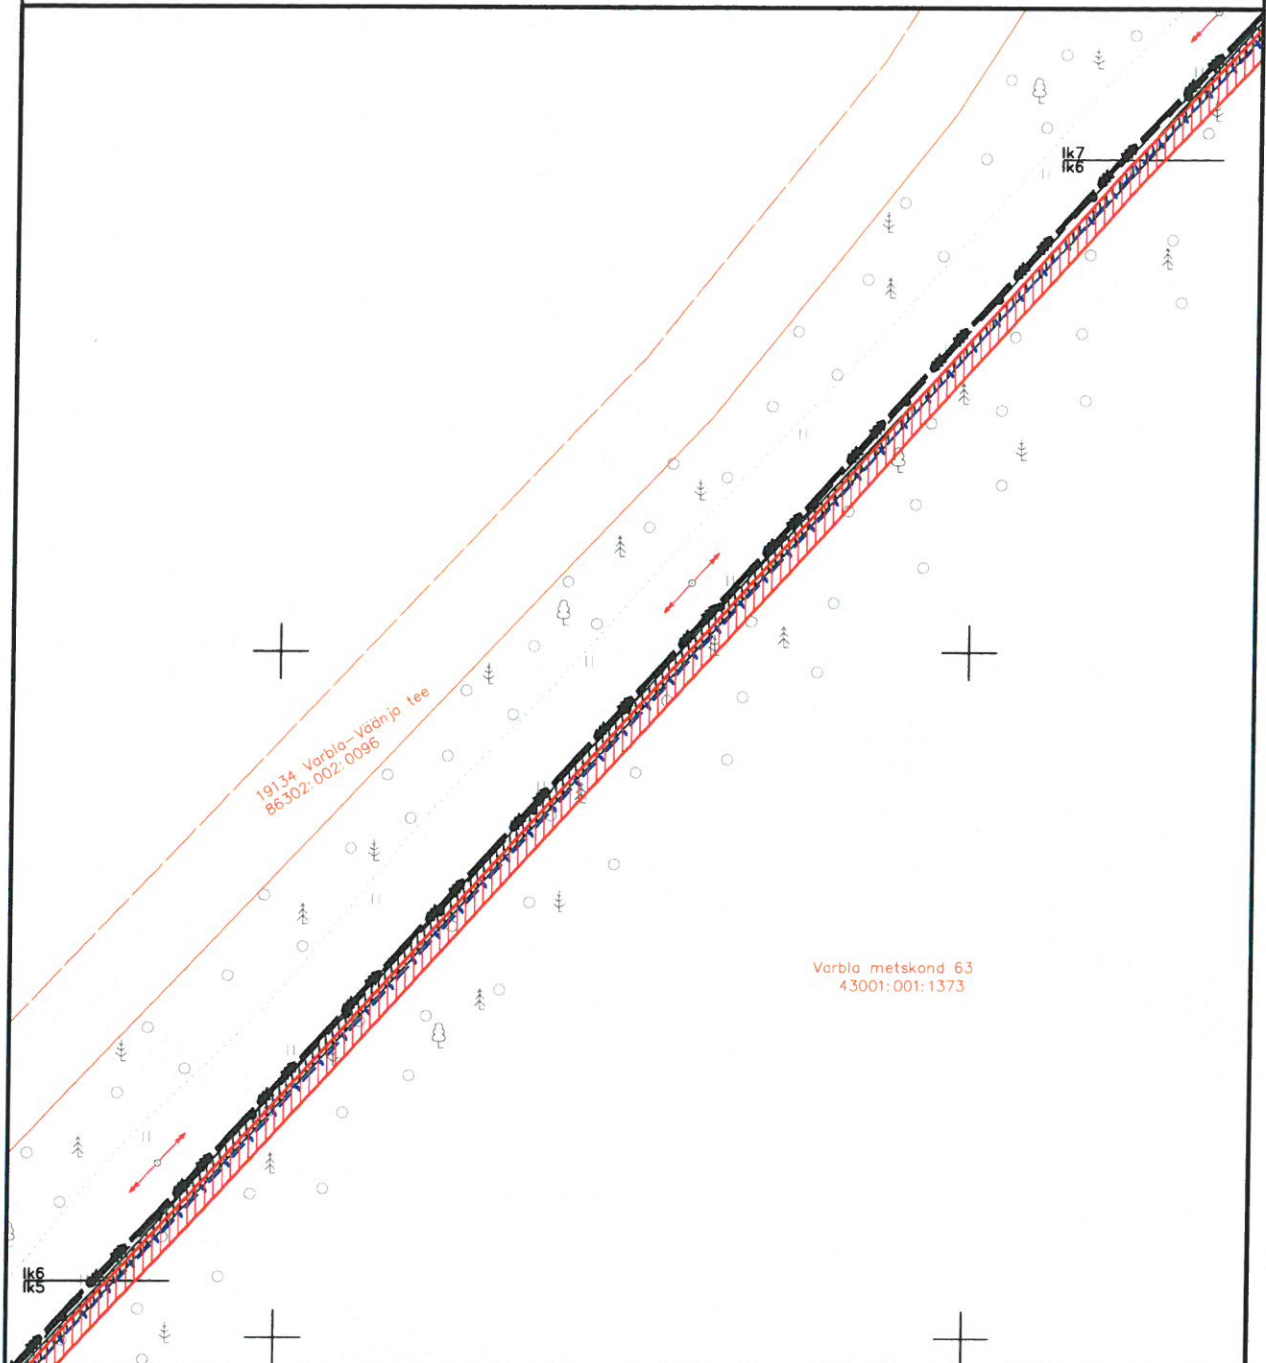 lk7
lk6
19134 Varbla-Väänja tee
86302:002:0096
Varbla metskond 63
43001:001:1373
lk6
lk5